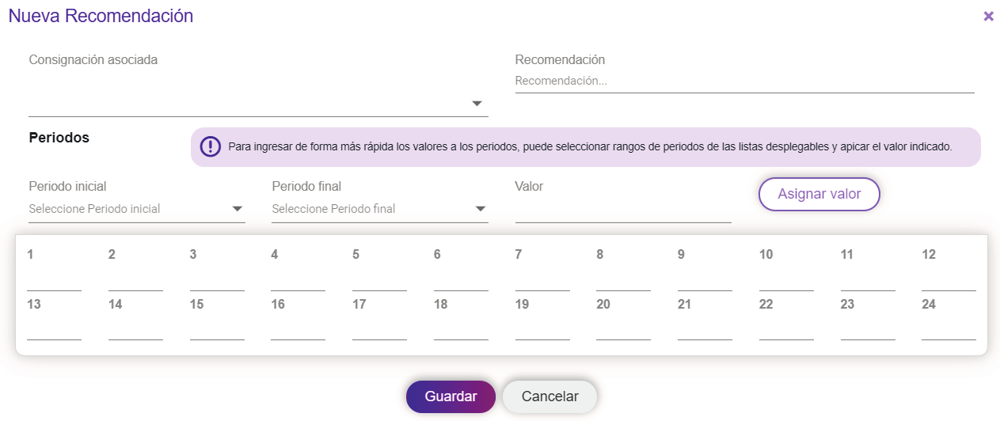 Nueva Recomendación
×
Consignación asociada
Recomendación
Recomendación...
Periodos
Para ingresar de forma más rápida los valores a los periodos, puede seleccionar rangos de periodos de las listas desplegables y apicar el valor indicado.
Periodo inicial
Periodo final
Valor
Asignar valor
Seleccione Periodo inicial
Seleccione Periodo final
1 2 3 4 5 6 7 8 9 10 11 12
13 14 15 16 17 18 19 20 21 22 23 24
Guardar
Cancelar